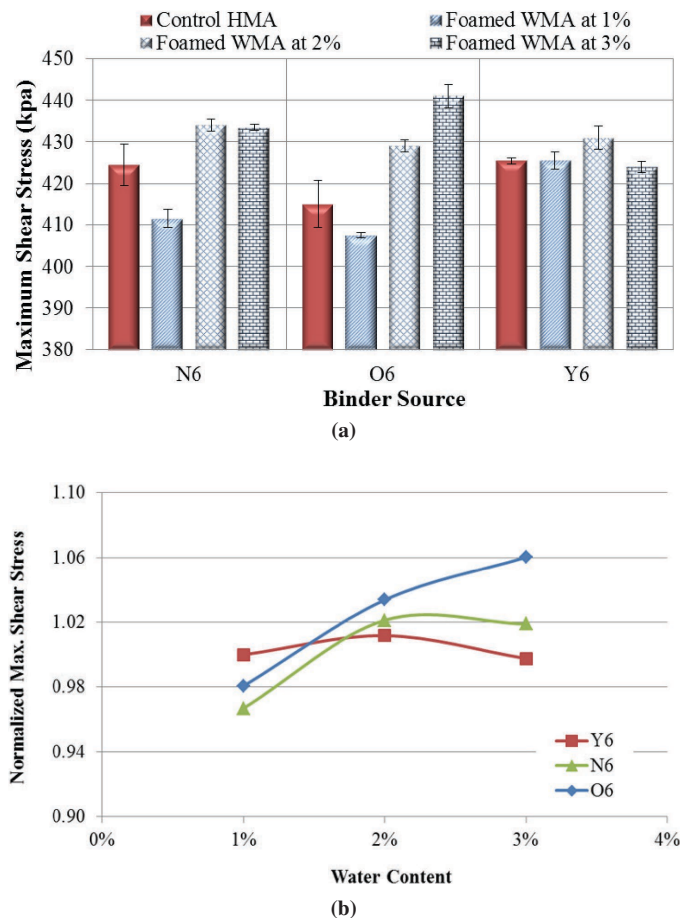 Control HMA Foamed WMA at 1%
Foamed WMA at 2% Foamed WMA at 3%
Maximum Shear Stress (kpa)
450
440
430
420
410
400
390
380
N6 O6 Y6
Binder Source
(a)
Normalized Max. Shear Stress
1.10
1.06
1.02
0.98
0.94
0.90
Y6
N6
O6
0% 1% 2% 3% 4%
Water Content
(b)